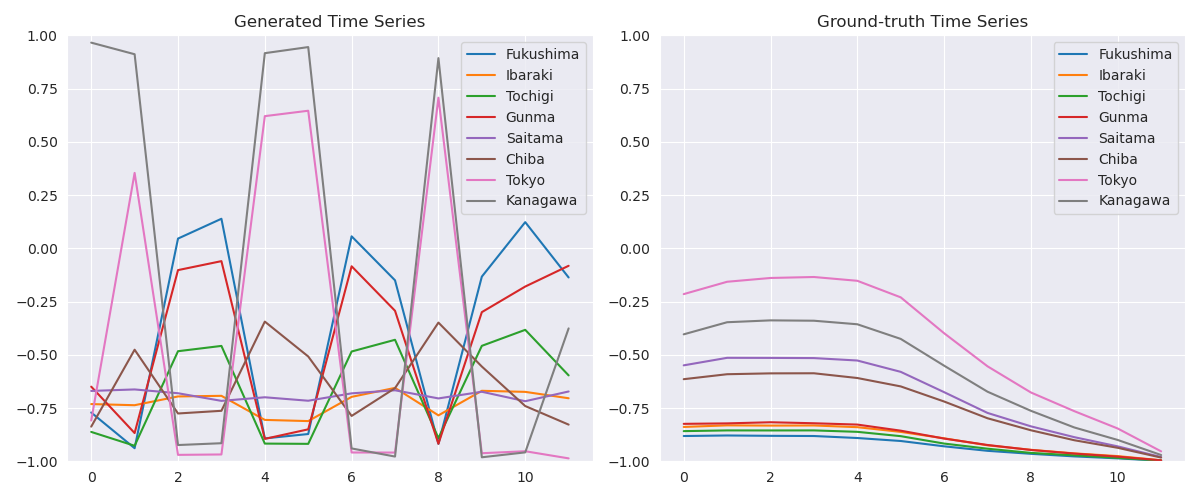 Generated Time Series
1.00
0.75
0.50
0.25
0.00
−0.25
−0.50
−0.75
−1.00
0 2 4 6 8 10
Fukushima
Ibaraki
Tochigi
Gunma
Saitama
Chiba
Tokyo
Kanagawa
Ground-truth Time Series
1.00
0.75
0.50
0.25
0.00
−0.25
−0.50
−0.75
−1.00
0 2 4 6 8 10
Fukushima
Ibaraki
Tochigi
Gunma
Saitama
Chiba
Tokyo
Kanagawa